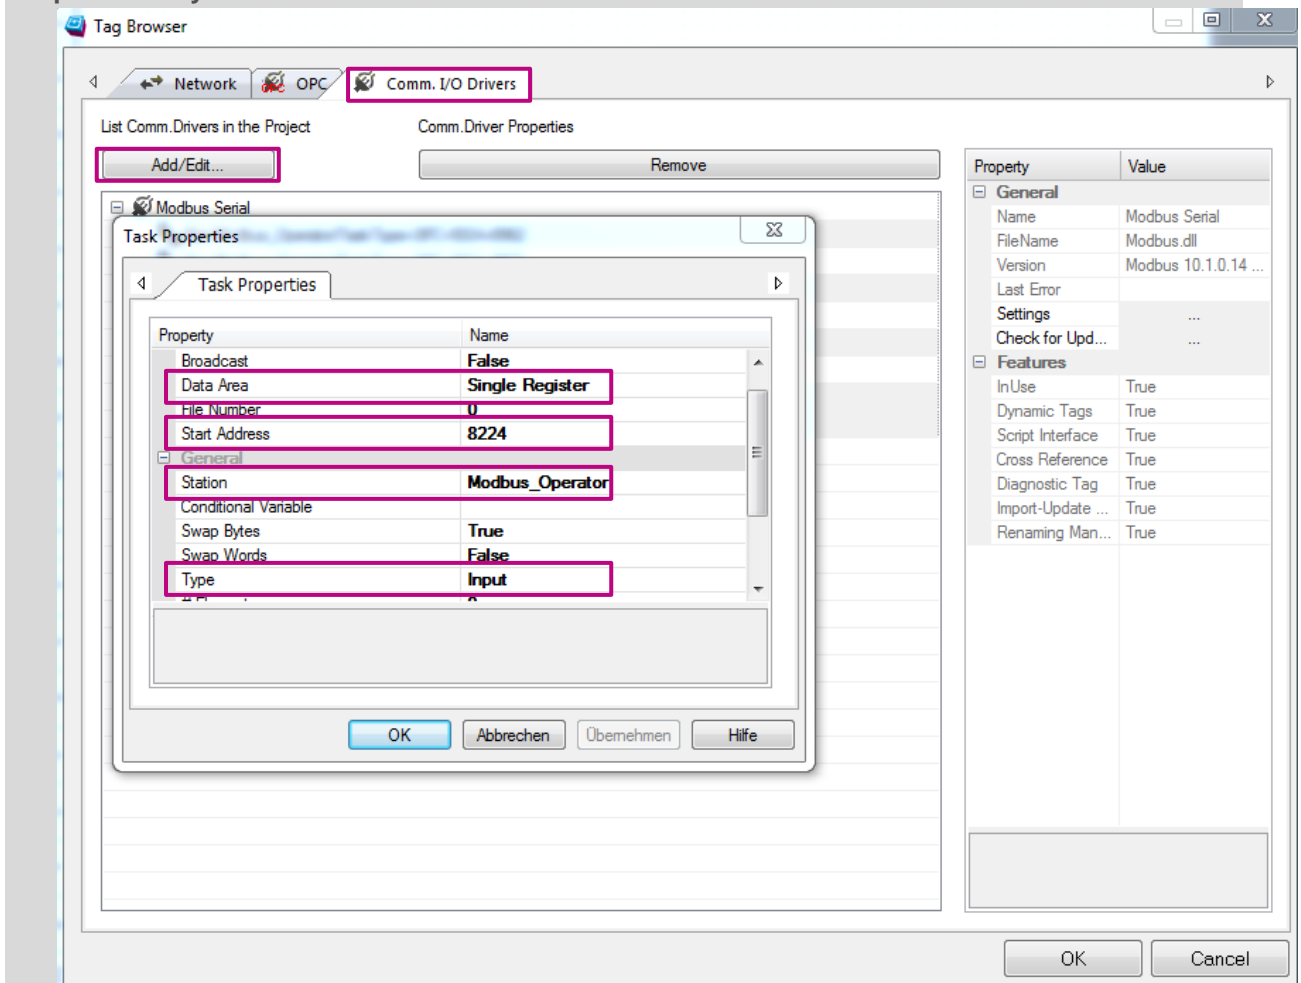 Tag Browser
Network OPC Comm. I/O Drivers
List Comm.Drivers in the Project Comm.Driver Properties
Add/Edit... Remove
Modbus Serial
Task Properties
Task Properties
Property Name
Broadcast False
Data Area Single Register
File Number 0
Start Address 8224
General
Station Modbus_Operator
Conditional Variable
Swap Bytes True
Swap Words False
Type Input
OK Abbrechen Übernehmen Hilfe
Property Value
General
Name Modbus Serial
FileName Modbus.dll
Version Modbus 10.1.0.14 ...
Last Error
Settings ...
Check for Upd... ...
Features
InUse True
Dynamic Tags True
Script Interface True
Cross Reference True
Diagnostic Tag True
Import-Update ... True
Renaming Man... True
OK Cancel